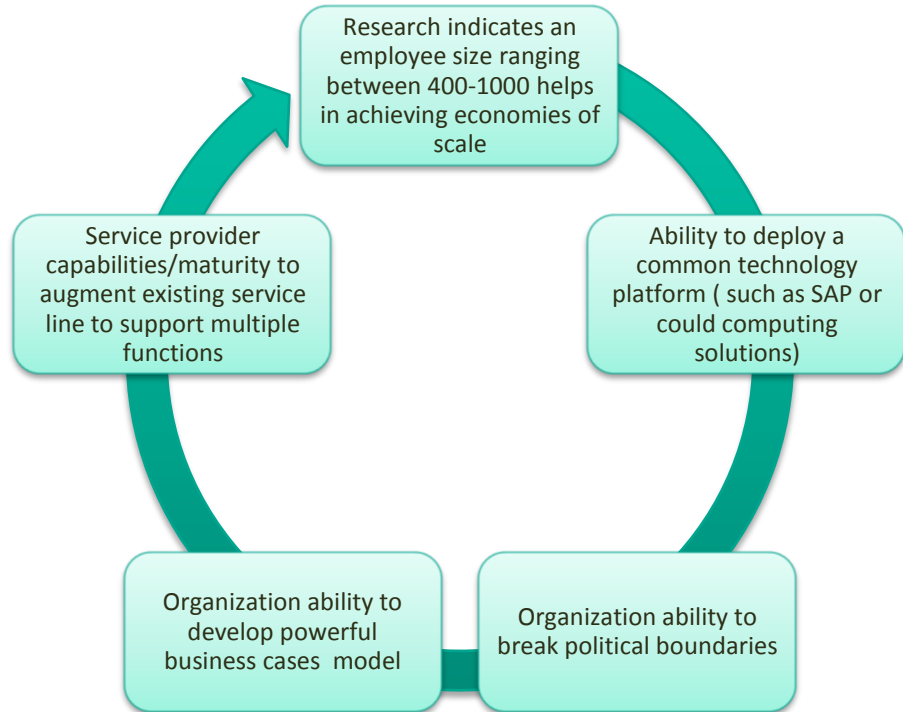 Research indicates an
employee size ranging
between 400-1000 helps
in achieving economies of
scale
Ability to deploy a
common technology
platform ( such as SAP or
could computing
solutions)
Organization ability to
break political boundaries
Organization ability to
develop powerful
business cases  model
Service provider
capabilities/maturity to
augment existing service
line to support multiple
functions